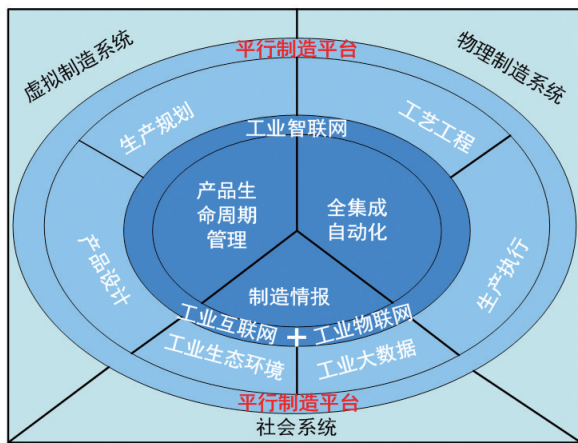 平行制造平台
虚拟制造系统
物理制造系统
生产规划
工艺工程
工业智联网
产品生
命周期
管理
全集成
自动化
产品设计
生产执行
制造情报
工业互联网
+
工业物联网
工业生态环境
工业大数据
平行制造平台
社会系统